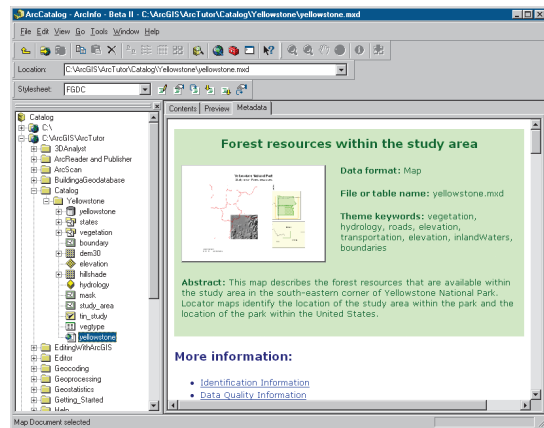 ArcCatalog - ArcInfo - Beta II - C:\ArcGIS\ArcTutor\Catalog\Yellowstone\yellowstone.mxd
File Edit View Go Tools Window Help
Location: C:\ArcGIS\ArcTutor\Catalog\Yellowstone\yellowstone.mxd
Stylesheet: FGDC
Catalog
C:\
C:\ArcGIS\ArcTutor
3DAnalyst
ArcReader and Publisher
ArcScan
BuildingaGeodatabase
Catalog
Yellowstone
yellowstone
states
vegetation
boundary
dem30
elevation
hillshade
hydrology
mask
study_area
tin_study
vegtype
yellowstone
EditingWithArcGIS
Editor
Geocoding
Geoprocessing
Geostatistics
Getting_Started
Help
Contents Preview Metadata
Forest resources within the study area
Yellowstone National Park
Data format: Map
File or table name: yellowstone.mxd
Theme keywords: vegetation,
hydrology, roads, elevation,
transportation, elevation, inlandWaters,
boundaries
Abstract: This map describes the forest resources that are available within
the study area in the south-eastern corner of Yellowstone National Park.
Locator maps identify the location of the study area within the park and the
location of the park within the United States.
More information:
Identification Information
Data Quality Information
Map Document selected